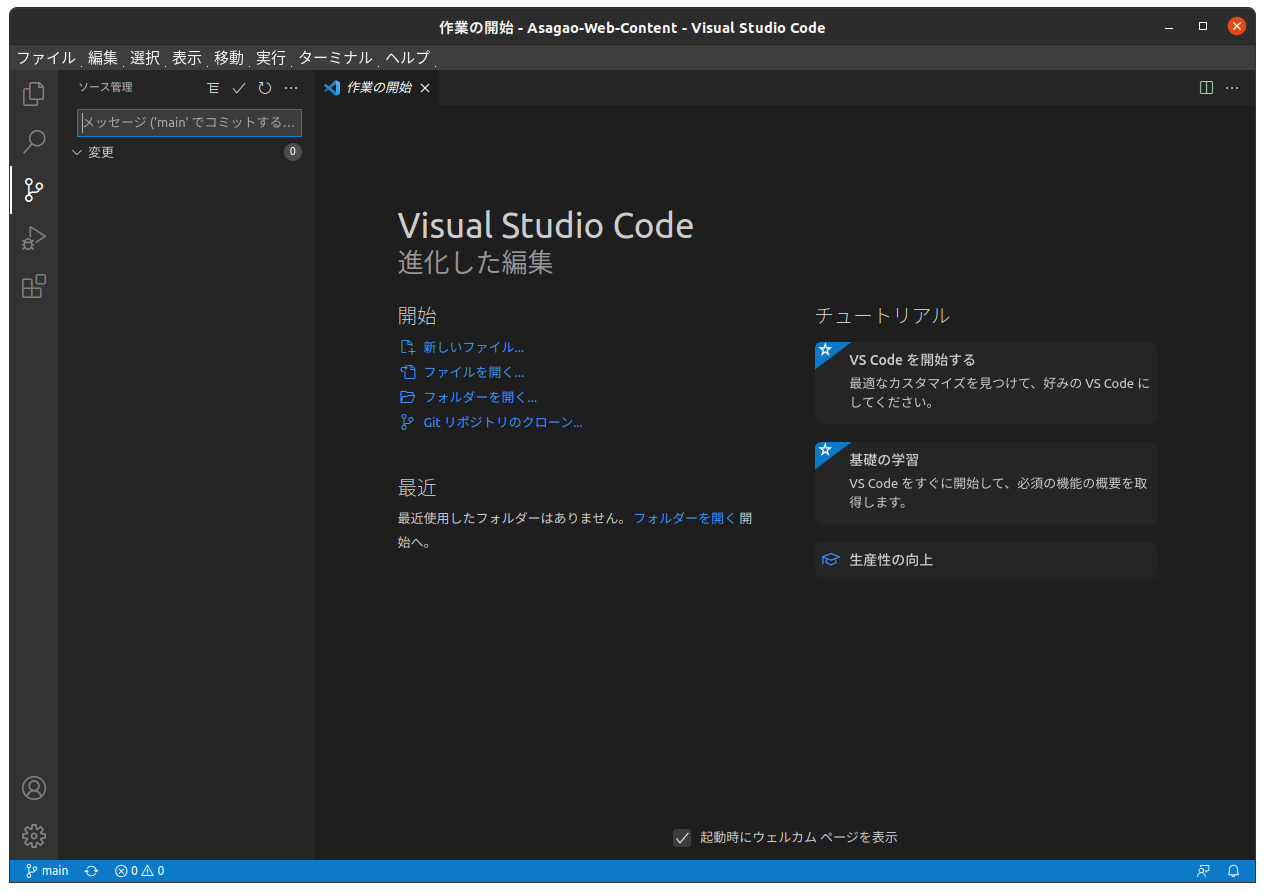 作業の開始 - Asagao-Web-Content - Visual Studio Code
ファイル 編集 選択 表示 移動 実行 ターミナル ヘルプ
ソース管理
作業の開始
メッセージ ('main' でコミットする...
変更 0
Visual Studio Code
進化した編集
開始
新しいファイル...
ファイルを開く...
フォルダーを開く...
Git リポジトリのクローン...
最近
最近使用したフォルダーはありません。 フォルダーを開く 開
始へ。
チュートリアル
VS Code を開始する
最適なカスタマイズを見つけて、好みの VS Code に
してください。
基礎の学習
VS Code をすぐに開始して、必須の機能の概要を取
得します。
生産性の向上
起動時にウェルカム ページを表示
main 0 0